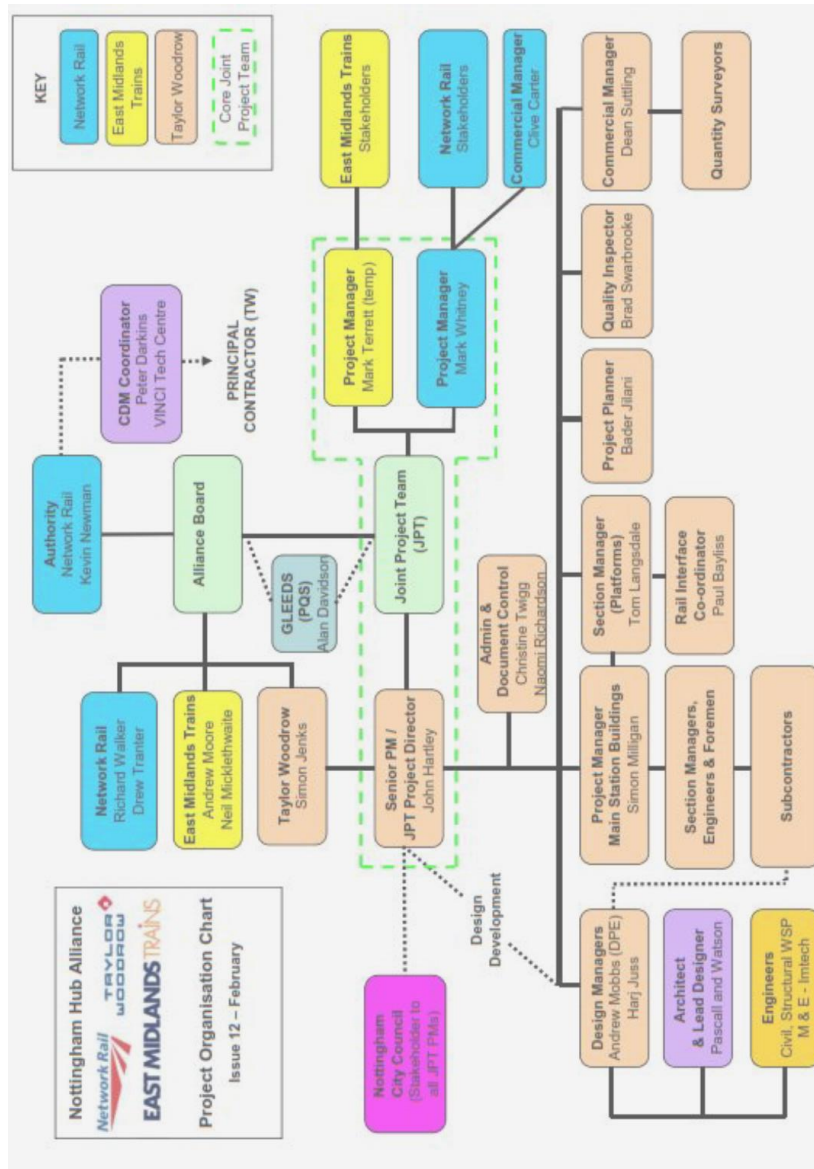 Nottingham Hub Alliance
Network Rail
TAYLOR
WOODROW
EAST MIDLANDS TRAINS
Project Organisation Chart
Issue 12 – February
Authority
Network Rail
Kevin Newman
CDM Coordinator
Peter Darkins
VINCI Tech Centre
PRINCIPAL
CONTRACTOR (TW)
KEY
Network Rail
East Midlands
Trains
Taylor Woodrow
Core Joint
Project Team
Network Rail
Richard Walker
Drew Tranter
East Midlands Trains
Andrew Moore
Neil Micklethwaite
Taylor Woodrow
Simon Jenks
Alliance Board
GLEEDS
(PQS)
Alan Davidson
Nottingham
City Council
(Stakeholder to
all JPT PMs)
Senior PM /
JPT Project Director
John Hartley
Joint Project Team
(JPT)
Project Manager
Mark Terrett (temp)
Project Manager
Mark Whitney
East Midlands Trains
Stakeholders
Network Rail
Stakeholders
Commercial Manager
Clive Carter
Design
Development
Admin &
Document Control
Christine Twigg
Naomi Richardson
Design Managers
Andrew Mobbs (DPE)
Harj Juss
Project Manager
Main Station Buildings
Simon Milligan
Section Manager
(Platforms)
Tom Langsdale
Project Planner
Bader Jilani
Quality Inspector
Brad Swarbrooke
Commercial Manager
Dean Suttling
Architect
& Lead Designer
Pascall and Watson
Section Managers,
Engineers & Foremen
Rail Interface
Co-ordinator
Paul Bayliss
Quantity Surveyors
Engineers
Civil, Structural WSP
M & E - Imtech
Subcontractors